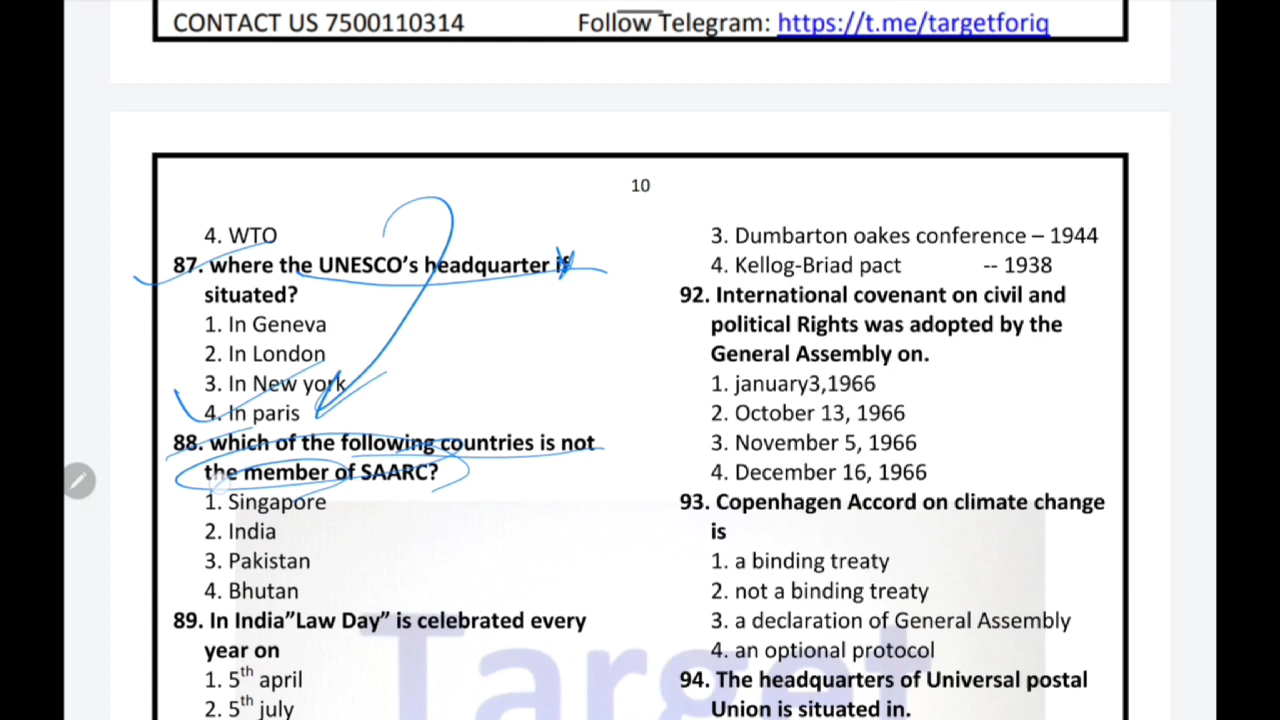 CONTACT US 7500110314 Follow Telegram: https://t.me/targetforiq
10
4. WTO
87. where the UNESCO's headquarter is
situated?
1. In Geneva
2. In London
3. In New york
4. In paris
88. which of the following countries is not
the member of SAARC?
1. Singapore
2. India
3. Pakistan
4. Bhutan
89. In India”Law Day” is celebrated every
year on
1. 5th april
2. 5th july
3. Dumbarton oakes conference – 1944
4. Kellog-Briad pact -- 1938
92. International covenant on civil and
political Rights was adopted by the
General Assembly on.
1. january3,1966
2. October 13, 1966
3. November 5, 1966
4. December 16, 1966
93. Copenhagen Accord on climate change
is
1. a binding treaty
2. not a binding treaty
3. a declaration of General Assembly
4. an optional protocol
94. The headquarters of Universal postal
Union is situated in.
Target